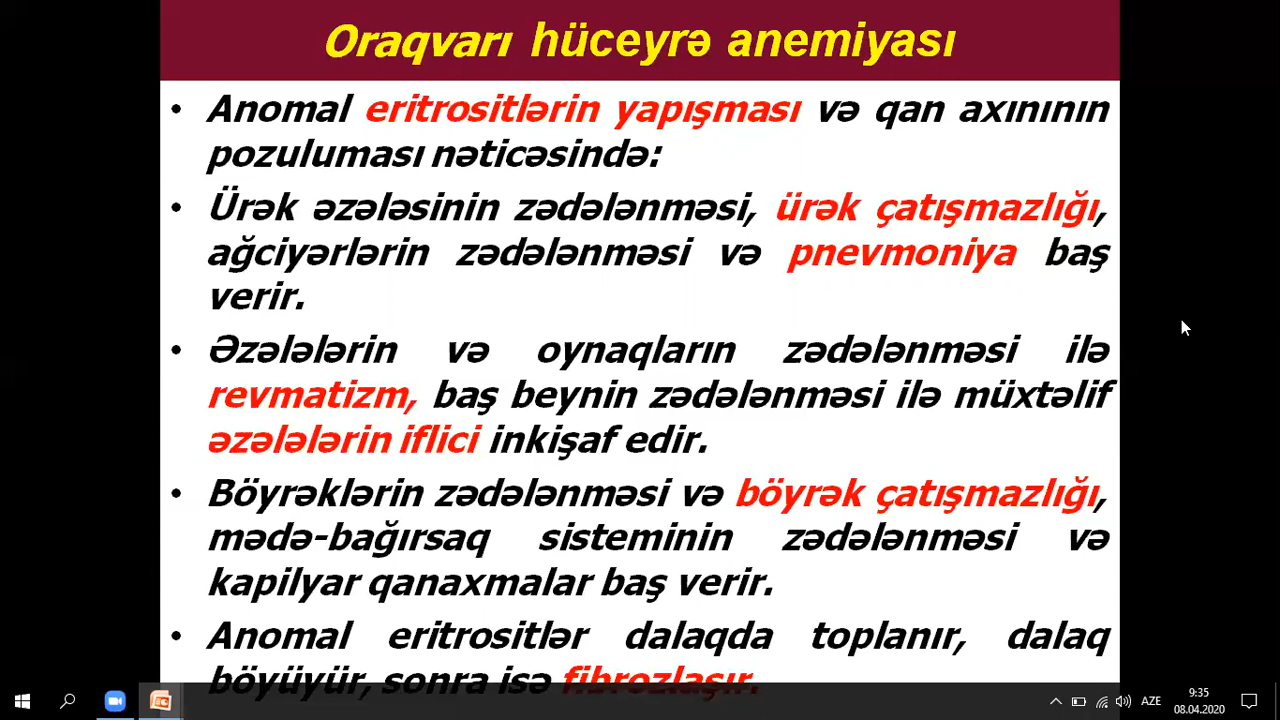 Oraqvarı hüceyrə anemiyası
• Anomal eritrositlərin yapışması və qan axınının
pozuluması nəticəsində:
• Ürək əzələsinin zədələnməsi, ürək çatışmazlığı,
ağciyərlərin zədələnməsi və pnevmoniya baş
verir.
• Əzələlərin və oynaqların zədələnməsi ilə
revmatizm, baş beynin zədələnməsi ilə müxtəlif
əzələlərin iflici inkişaf edir.
• Böyrəklərin zədələnməsi və böyrək çatışmazlığı,
mədə-bağırsaq sisteminin zədələnməsi və
kapilyar qanaxmalar baş verir.
• Anomal eritrositlər dalaqda toplanır, dalaq
böyüyür, sonra isə fibrozlaşır.
AZE
9:35
08.04.2020